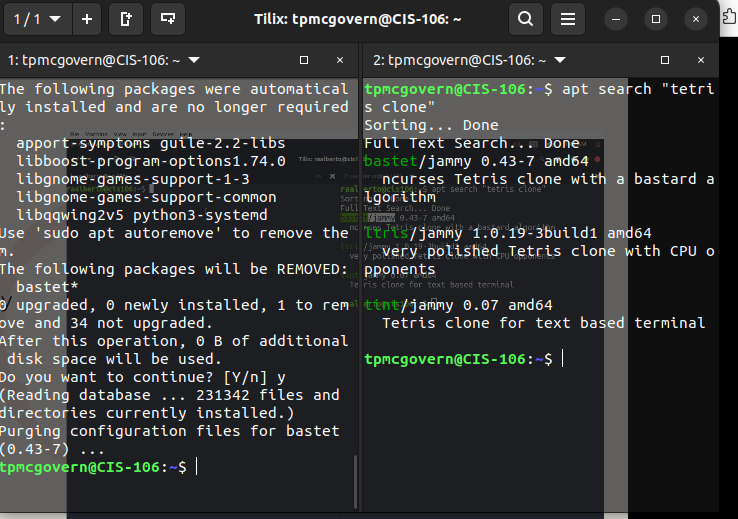 1 / 1
Tilix: tpmcgovern@CIS-106: ~
1: tpmcgovern@CIS-106: ~
The following packages were automatical
ly installed and are no longer required
:
apport-symptoms guile-2.2-libs
libboost-program-options1.74.0
libgnome-games-support-1-3
libgnome-games-support-common
libqqwing2v5 python3-systemd
Use 'sudo apt autoremove' to remove the
m.
The following packages will be REMOVED:
bastet*
0 upgraded, 0 newly installed, 1 to rem
ove and 34 not upgraded.
After this operation, 0 B of additional
disk space will be used.
Do you want to continue? [Y/n] y
(Reading database ... 231342 files and
directories currently installed.)
Purging configuration files for bastet
(0.43-7) ...
tpmcgovern@CIS-106:~$
2: tpmcgovern@CIS-106: ~
tpmcgovern@CIS-106:~$ apt search "tetri
s clone"
Sorting... Done
Full Text Search... Done
bastet/jammy 0.43-7 amd64
ncurses Tetris clone with a bastard a
lgorithm
ltris/jammy 1.0.19-3build1 amd64
very polished Tetris clone with CPU o
pponents
tint/jammy 0.07 amd64
Tetris clone for text based terminal
tpmcgovern@CIS-106:~$